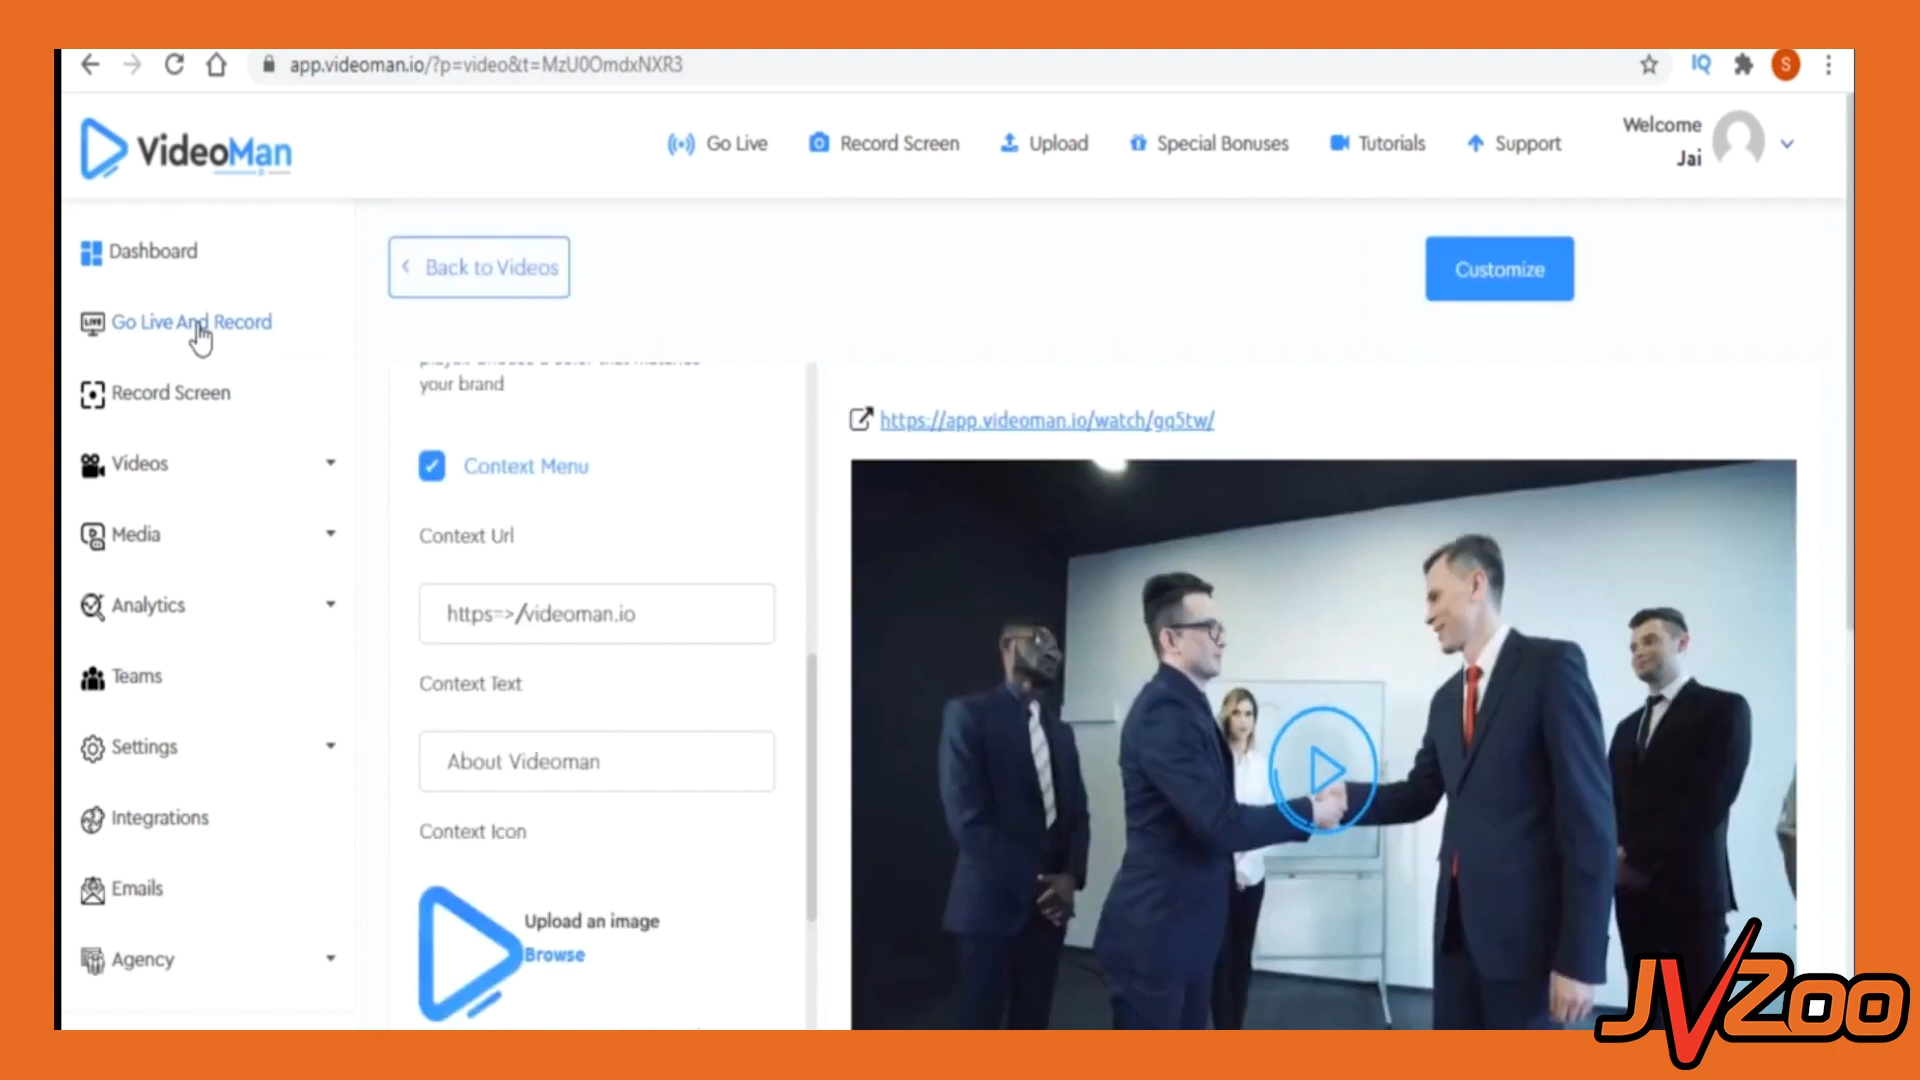 app.videoman.io/?p=video&t=MzU0OmdxNXR3
IQ
S
VideoMan
Go Live
Record Screen
Upload
Special Bonuses
Tutorials
Support
Welcome
Jai
Dashboard
LIVE
Go Live And Record
Record Screen
Videos
Media
Analytics
Teams
Settings
Integrations
Emails
Agency
Back to Videos
Customize
your brand
Context Menu
Context Url
https=>/videoman.io
Context Text
About Videoman
Context Icon
Upload an image
Browse
https://app.videoman.io/watch/gq5tw/
JVZoo